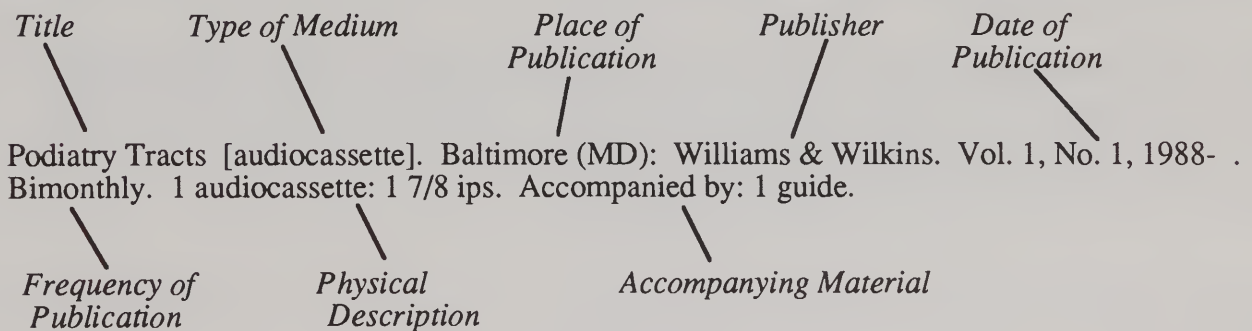 Title Type of Medium Place of Publication Publisher Date of Publication
Podiatry Tracts [audiocassette]. Baltimore (MD): Williams & Wilkins. Vol. 1, No. 1, 1988- .
Bimonthly. 1 audiocassette: 1 7/8 ips. Accompanied by: 1 guide.
Frequency of Publication Physical Description Accompanying Material